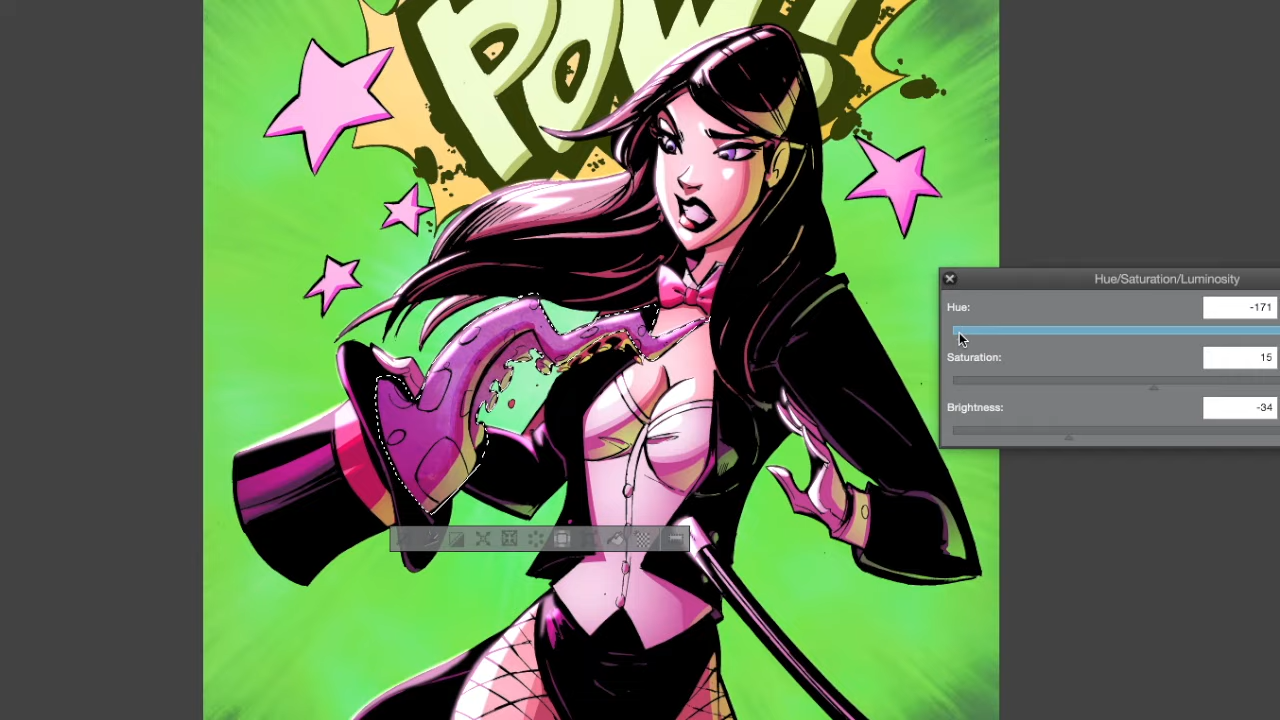 POW!
Hue/Saturation/Luminosity
Hue: -171
Saturation: 15
Brightness: -34